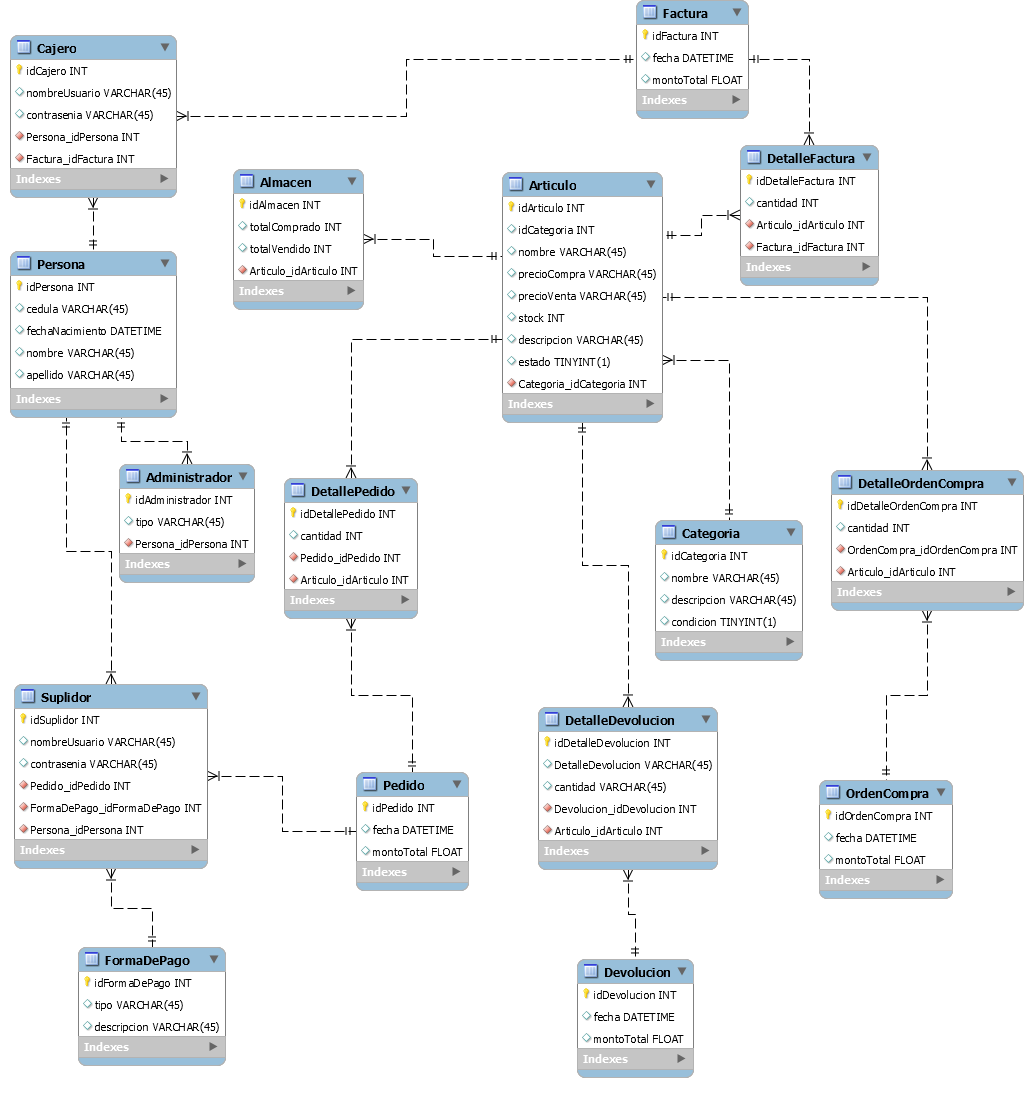 Factura
idFactura INT
fecha DATETIME
montoTotal FLOAT
Indexes
Cajero
idCajero INT
nombreUsuario VARCHAR(45)
contrasenia VARCHAR(45)
Persona_idPersona INT
Factura_idFactura INT
Indexes
DetalleFactura
idDetalleFactura INT
cantidad INT
Articulo_idArticulo INT
Factura_idFactura INT
Indexes
Almacen
idAlmacen INT
totalComprado INT
totalVendido INT
Articulo_idArticulo INT
Indexes
Articulo
idArticulo INT
idCategoria INT
nombre VARCHAR(45)
precioCompra VARCHAR(45)
precioVenta VARCHAR(45)
stock INT
descripcion VARCHAR(45)
estado TINYINT(1)
Categoria_idCategoria INT
Indexes
Persona
idPersona INT
cedula VARCHAR(45)
fechaNacimiento DATETIME
nombre VARCHAR(45)
apellido VARCHAR(45)
Indexes
Administrador
idAdministrador INT
tipo VARCHAR(45)
Persona_idPersona INT
Indexes
DetallePedido
idDetallePedido INT
cantidad INT
Pedido_idPedido INT
Articulo_idArticulo INT
Indexes
Categoria
idCategoria INT
nombre VARCHAR(45)
descripcion VARCHAR(45)
condicion TINYINT(1)
Indexes
DetalleOrdenCompra
idDetalleOrdenCompra INT
cantidad INT
OrdenCompra_idOrdenCompra INT
Articulo_idArticulo INT
Indexes
Suplidor
idSuplidor INT
nombreUsuario VARCHAR(45)
contrasenia VARCHAR(45)
Pedido_idPedido INT
FormaDePago_idFormaDePago INT
Persona_idPersona INT
Indexes
Pedido
idPedido INT
fecha DATETIME
montoTotal FLOAT
Indexes
DetalleDevolucion
idDetalleDevolucion INT
DetalleDevolucion VARCHAR(45)
cantidad VARCHAR(45)
Devolucion_idDevolucion INT
Articulo_idArticulo INT
Indexes
OrdenCompra
idOrdenCompra INT
fecha DATETIME
montoTotal FLOAT
Indexes
FormaDePago
idFormaDePago INT
tipo VARCHAR(45)
descripcion VARCHAR(45)
Indexes
Devolucion
idDevolucion INT
fecha DATETIME
montoTotal FLOAT
Indexes